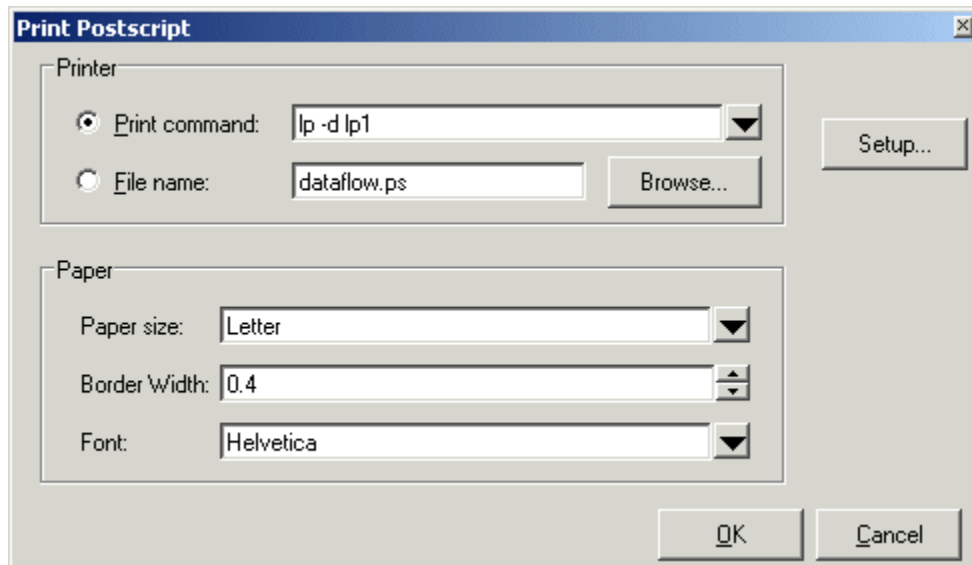 Print Postscript
Printer
Print command: lp -d lp1
Setup...
File name: dataflow.ps Browse...
Paper
Paper size: Letter
Border Width: 0.4
Font: Helvetica
OK Cancel